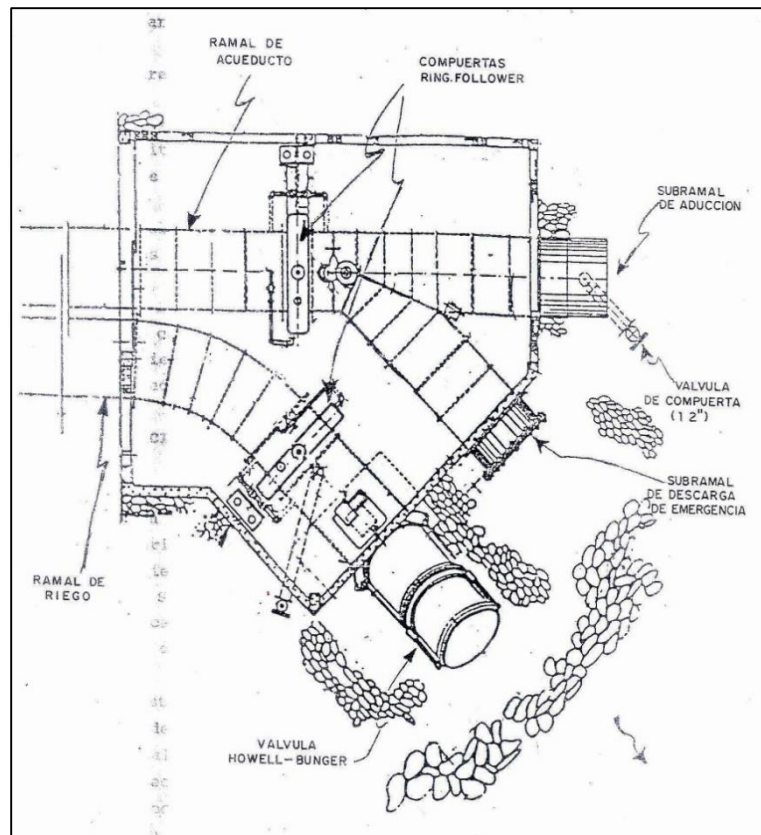 RAMAL DE
ACUEDUCTO
COMPUERTAS
RING.FOLLOWER
SUBRAMAL
DE ADUCCION
VALVULA
DE COMPUERTA
(12")
SUBRAMAL
DE DESCARGA
DE EMERGENCIA
RAMAL DE
RIEGO
VALVULA
HOWELL-BUNGER